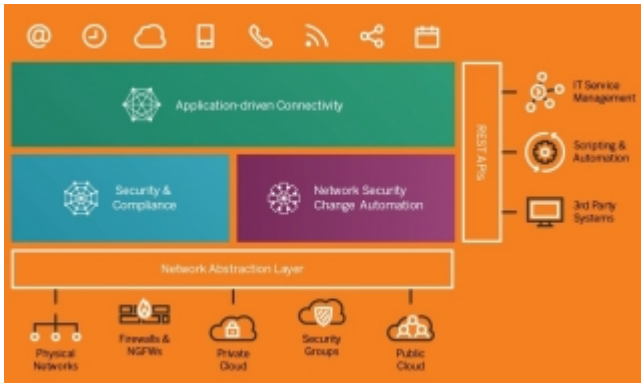 @
Application-driven Connectivity
Security &
Compliance
Network Security
Change Automation
REST APIs
IT Service
Management
Scripting &
Automation
3rd Party
Systems
Network Abstraction Layer
Physical
Networks
Firewalls &
NGFWs
Private
Cloud
Security
Groups
Public
Cloud